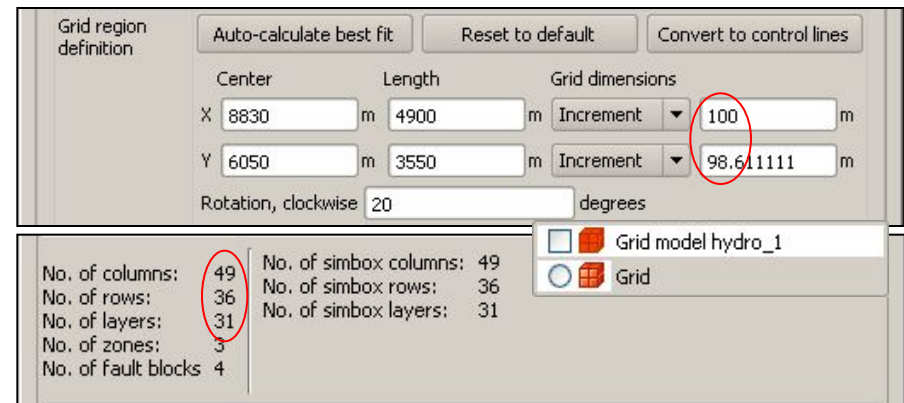 Grid region definition
Auto-calculate best fit Reset to default Convert to control lines
Center Length Grid dimensions
X 8830 m 4900 m Increment 100 m
Y 6050 m 3550 m Increment 98.611111 m
Rotation, clockwise 20 degrees
Grid model hydro_1
Grid
No. of columns: 49
No. of rows: 36
No. of layers: 31
No. of zones: 3
No. of fault blocks 4
No. of simbox columns: 49
No. of simbox rows: 36
No. of simbox layers: 31